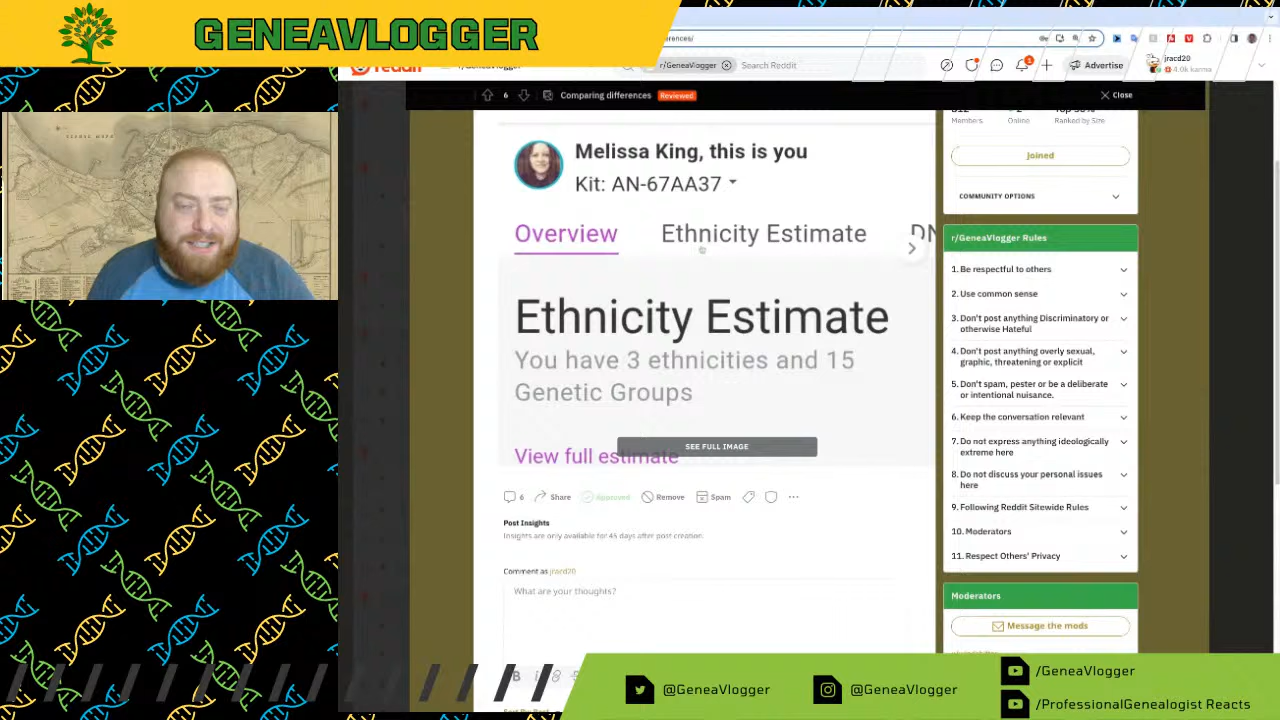 GENEAVLOGGER
r/GeneaVlogger
Search Reddit
1
Advertise
jracd20
4.0k karma
6
Comparing differences
Reviewed
Close
Members
Online
Ranked by Size
Joined
COMMUNITY OPTIONS
Melissa King, this is you
Kit: AN-67AA37
Overview
Ethnicity Estimate
Ethnicity Estimate
You have 3 ethnicities and 15
Genetic Groups
View full estimate
SEE FULL IMAGE
6
Share
Approved
Remove
Spam
Post Insights
Insights are only available for 45 days after post creation.
Comment as jracd20
What are your thoughts?
B
r/GeneaVlogger Rules
1. Be respectful to others
2. Use common sense
3. Don't post anything Discriminatory or
otherwise Hateful
4. Don't post anything overly sexual,
graphic, threatening or explicit
5. Don't spam, pester or be a deliberate
or intentional nuisance.
6. Keep the conversation relevant
7. Do not express anything ideologically
extreme here
8. Do not discuss your personal issues
here
9. Following Reddit Sitewide Rules
10. Moderators
11. Respect Others' Privacy
Moderators
Message the mods
@GeneaVlogger
@GeneaVlogger
/GeneaVlogger
/ProfessionalGenealogist Reacts